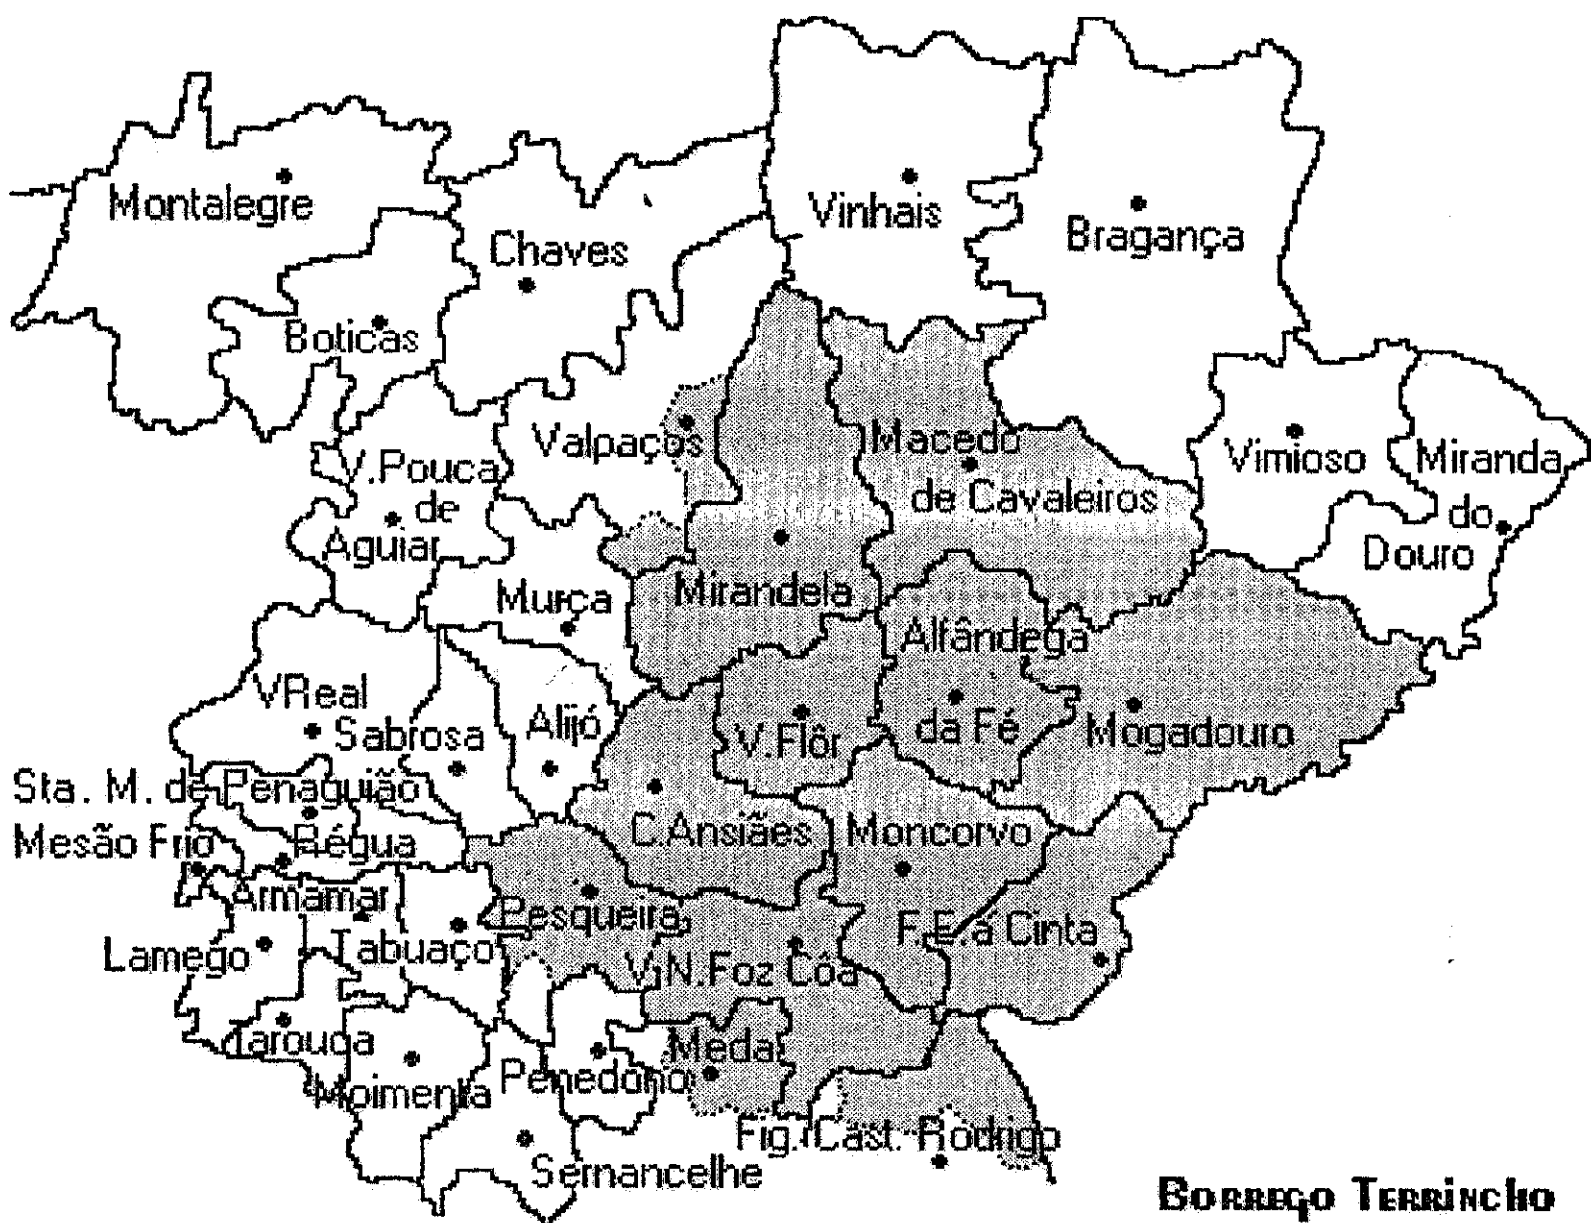 Montalegre
Vinhais
Bragança
Chaves
Boticas
Valpaços
Macedo
de Cavaleiros
Vimioso
Miranda
do
Douro
V.Pouca
de
Aguiar
Murça
Mirandela
Alfândega
da Fé
VReal
Sabrosa
Alijó
V.Flôr
Mogadouro
Sta. M. de Penaguião
Mesão Frio
Régua
C.Ansiães
Moncorvo
Armamar
Pesqueira
F.E.á Cinta
Lamego
Tabuaço
V.N.Foz Côa
Tarouca
Meda
Moimenta
Penedono
Fig. Cast. Rodrigo
Sernancelhe
BORREGO TERRINCHO